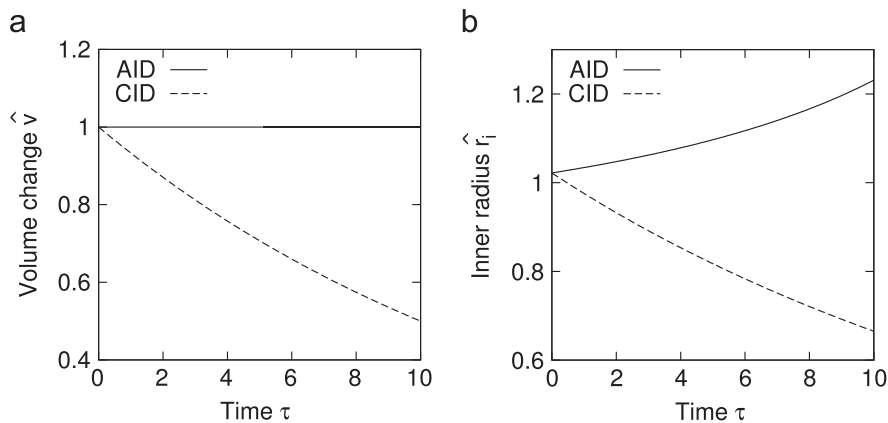 a
1.2
1
0.8
0.6
0.4
Volume change v̂
AID
CID
0 2 4 6 8 10
Time τ
b
1.2
1
0.8
0.6
Inner radius r̂i
AID
CID
0 2 4 6 8 10
Time τ